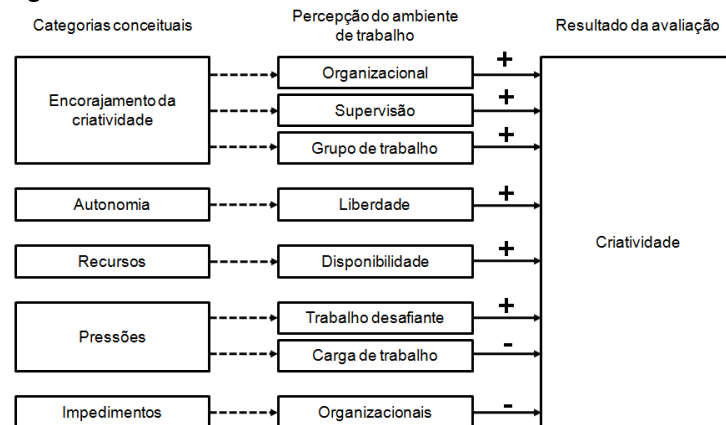 Categorias conceituais
Percepção do ambiente
de trabalho
Resultado da avaliação
Encorajamento da
criatividade
Organizacional
+
Supervisão
+
Grupo de trabalho
+
Autonomia
Liberdade
+
Recursos
Disponibilidade
+
Criatividade
Pressões
Trabalho desafiante
+
Carga de trabalho
-
Impedimentos
Organizacionais
-